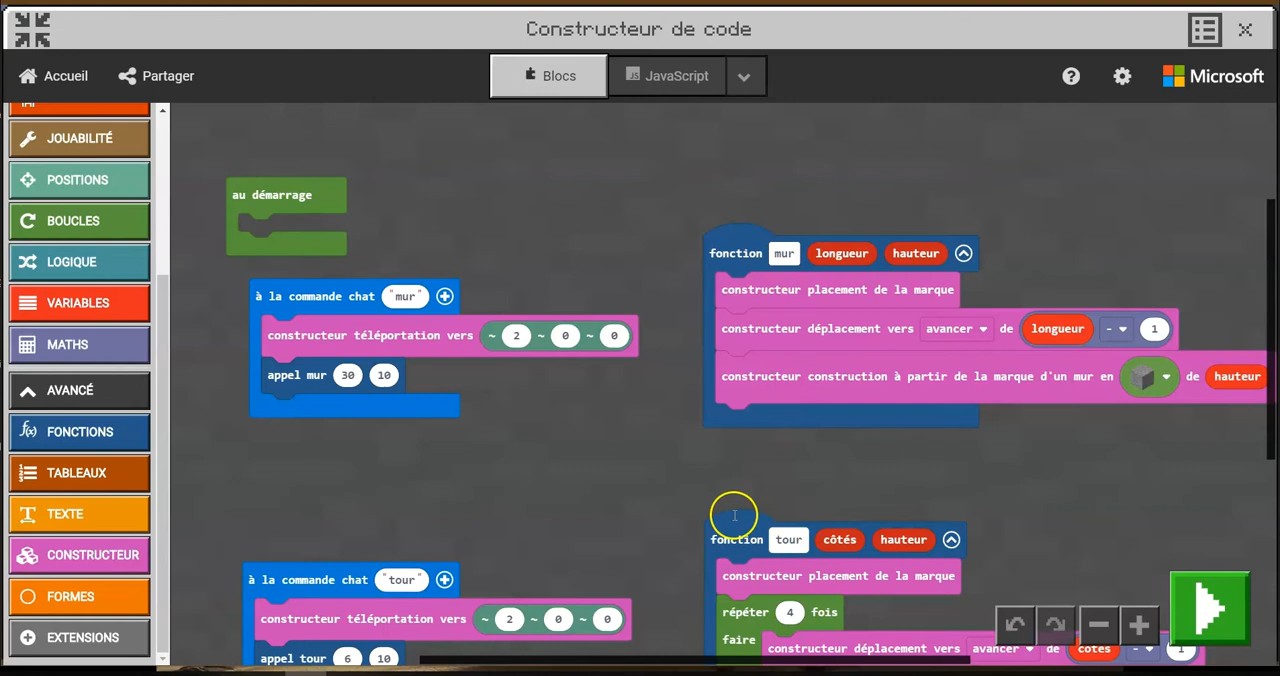 Constructeur de code
Accueil
Partager
Blocs
JS JavaScript
Microsoft
JOUABILITÉ
POSITIONS
BOUCLES
LOGIQUE
VARIABLES
MATHS
AVANCÉ
f(x) FONCTIONS
TABLEAUX
TEXTE
CONSTRUCTEUR
FORMES
EXTENSIONS
au démarrage
à la commande chat "mur"
constructeur téléportation vers ~ 2 ~ 0 ~ 0
appel mur 30 10
fonction mur longueur hauteur
constructeur placement de la marque
constructeur déplacement vers avancer de longueur - 1
constructeur construction à partir de la marque d'un mur en de hauteur
à la commande chat "tour"
constructeur téléportation vers ~ 2 ~ 0 ~ 0
appel tour 6 10
fonction tour côtés hauteur
constructeur placement de la marque
répéter 4 fois
faire
constructeur déplacement vers avancer de côtés - 1